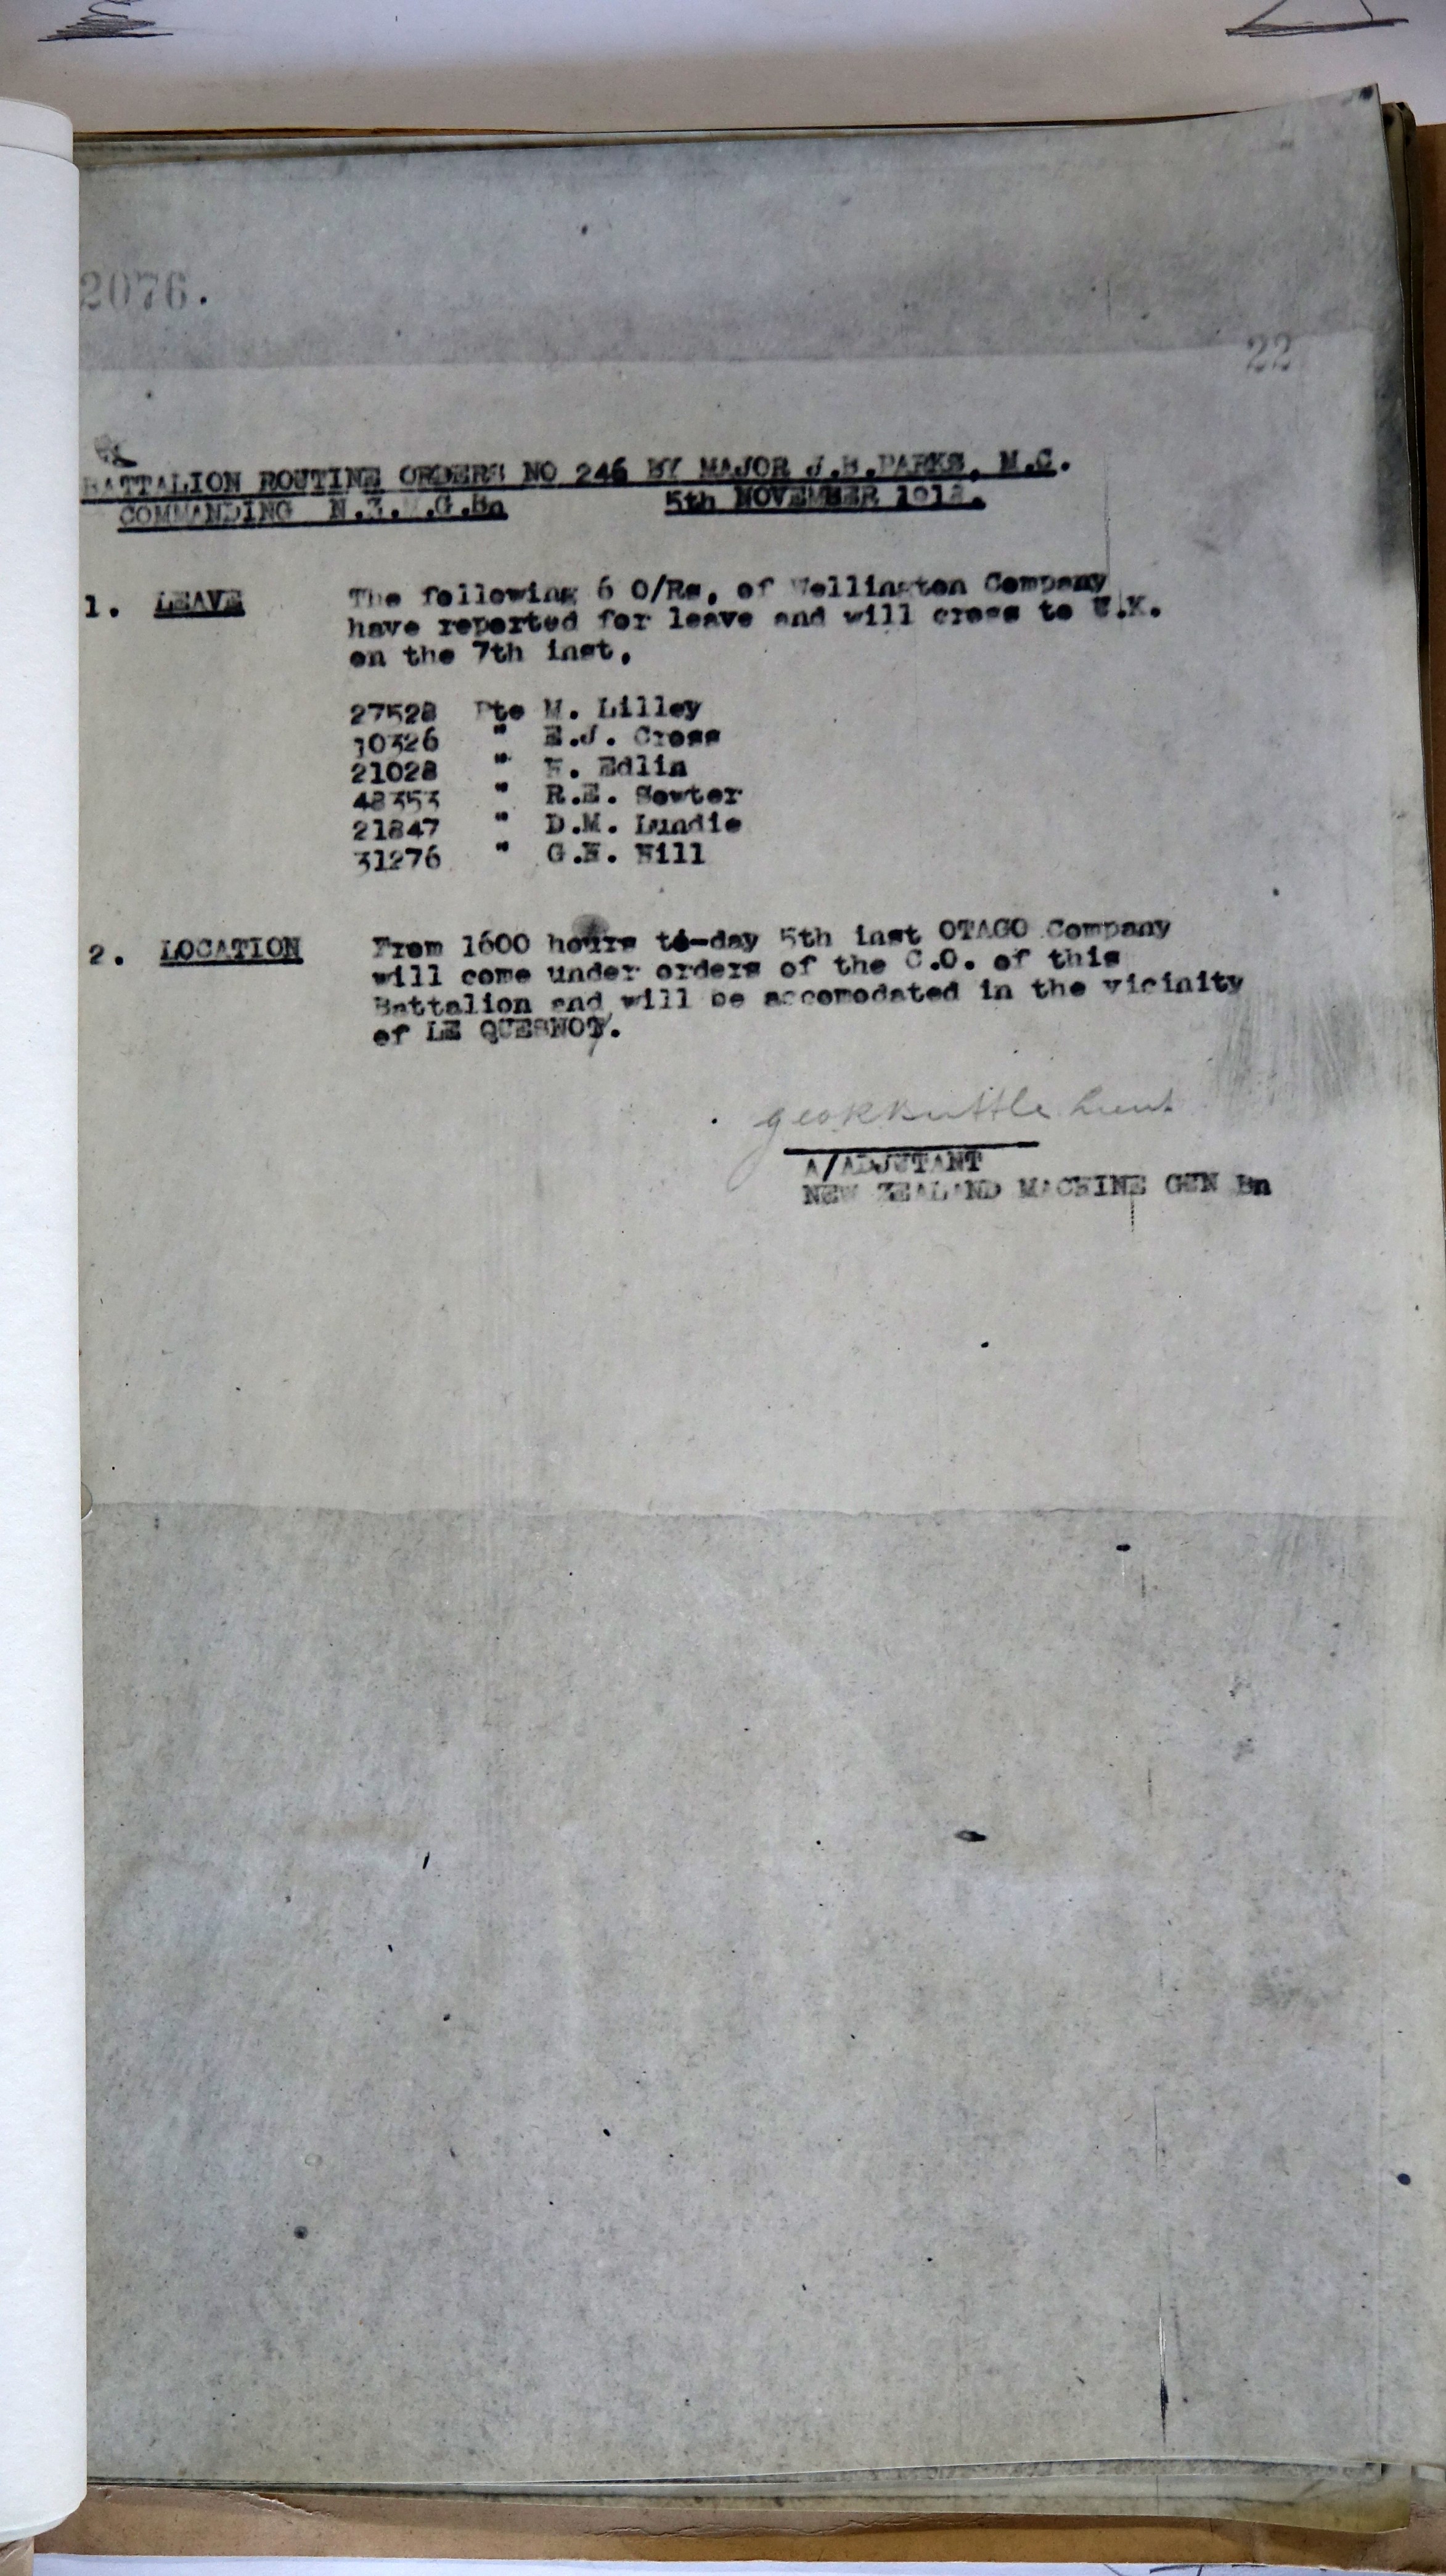 2076.
22
BATTALION ROUTINE ORDERS NO 246 BY MAJOR J.B.PARKS, M.C.
COMMANDING N.Z.M.G.Bn 5th NOVEMBER 1918.
1. LEAVE The following 6 O/Rs. of Wellington Company
have reported for leave and will cross to U.K.
on the 7th inst.
27528 Pte M. Lilley
10326 " E.J. Cross
21028 " Edlin
48353 " R.E. Sowter
21847 " D.M. Lundie
31276 "
2. LOCATION From 1600 hours to-day 5th inst OTAGO Company
will come under orders of the C.O. of this
Battalion and will be accomodated in the vicinity
of LE QUESNOY.
A/ADJUTANT
NEW ZEALAND MACHINE GUN Bn